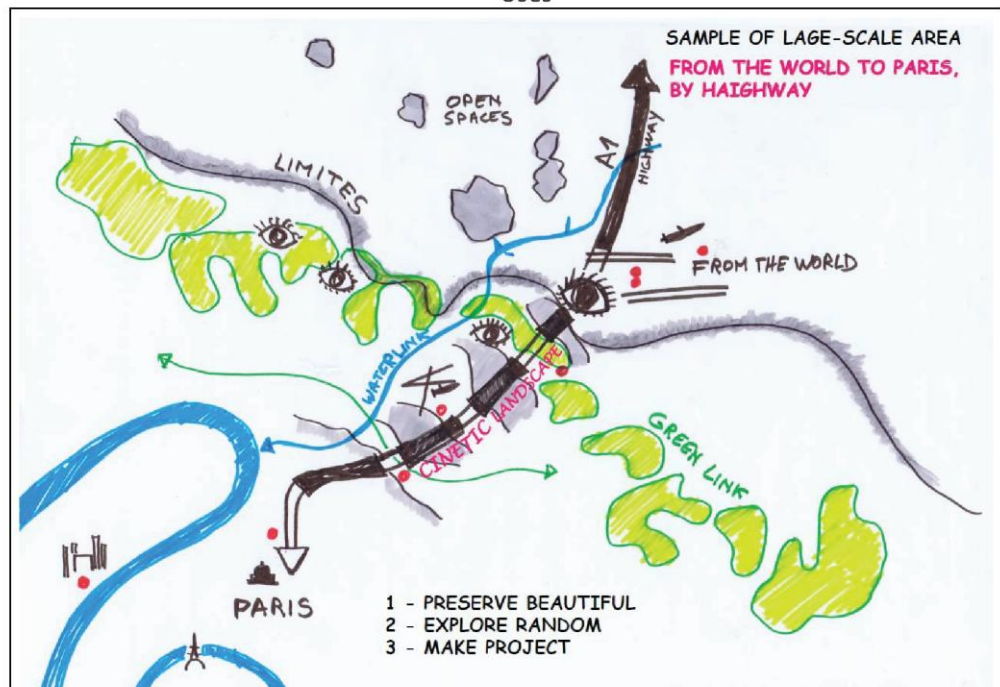 SAMPLE OF LAGE-SCALE AREA
FROM THE WORLD TO PARIS,
BY HAIGHWAY
OPEN
SPACES
A1
HIGHWAY
LIMITES
FROM THE WORLD
WATERLINK
CINETIC LANDSCAPE
GREEN LINK
PARIS
1 - PRESERVE BEAUTIFUL
2 - EXPLORE RANDOM
3 - MAKE PROJECT